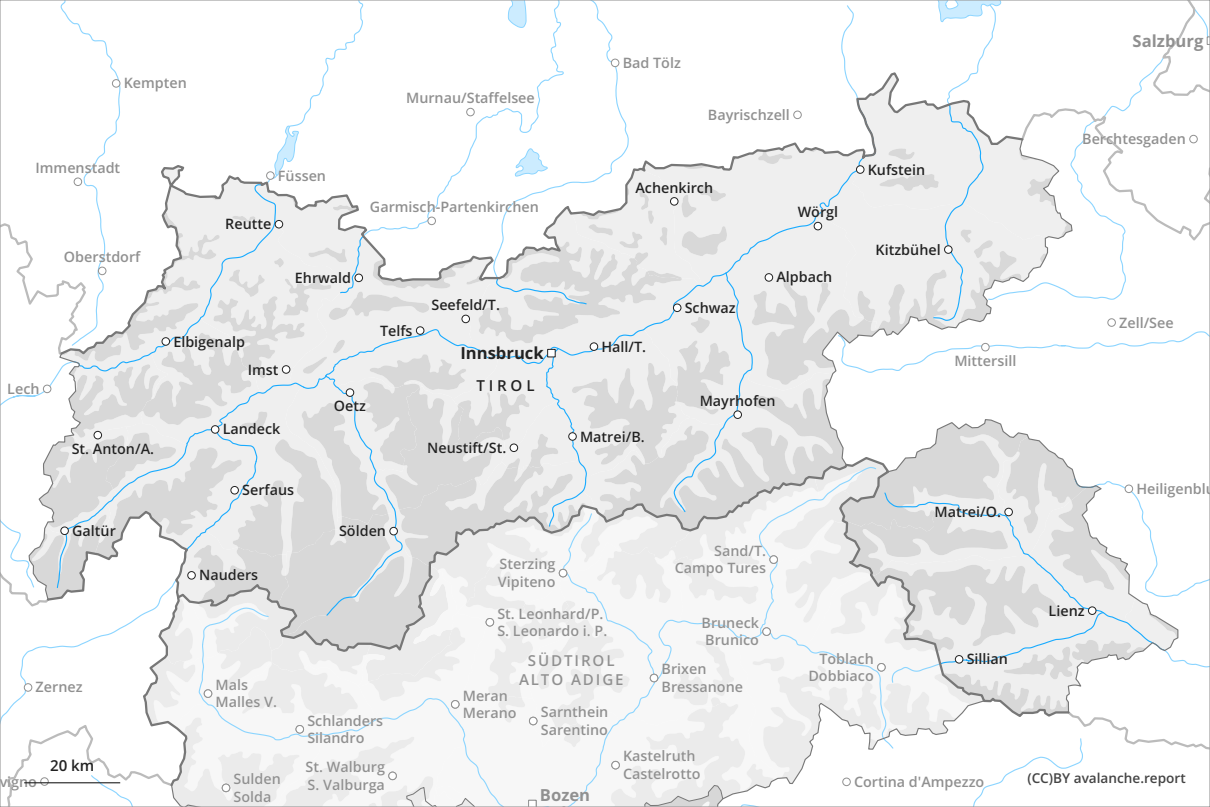 Salzburg
Bad Tölz
Kempten
Murnau/Staffelsee
Bayrischzell
Berchtesgaden
Immenstadt
Füssen
Kufstein
Achenkirch
Garmisch-Partenkirchen
Wörgl
Reutte
Kitzbühel
Oberstdorf
Ehrwald
Alpbach
Seefeld/T.
Schwaz
Zell/See
Telfs
Elbigenalp
Hall/T.
Innsbruck
Mittersill
Imst
TIROL
Lech
Oetz
Mayrhofen
Landeck
Matrei/B.
St. Anton/A.
Neustift/St.
Serfaus
Heiligenblu
Matrei/O.
Galtür
Sölden
Sand/T.
Campo Tures
Sterzing
Vipiteno
Nauders
Lienz
St. Leonhard/P.
S. Leonardo i. P.
Bruneck
Brunico
SÜDTIROL
ALTO ADIGE
Toblach
Dobbiaco
Sillian
Brixen
Bressanone
Zernez
Mals
Malles V.
Meran
Merano
Sarnthein
Sarentino
Schlanders
Silandro
Kastelruth
Castelrotto
20 km
St. Walburg
S. Valburga
vigno
Sulden
Solda
Cortina d'Ampezzo
(CC)BY avalanche.report
Bozen